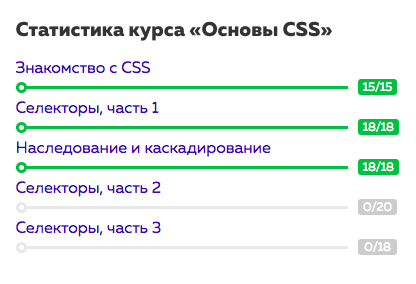 Статистика курса «Основы CSS»
Знакомство с CSS
15/15
Селекторы, часть 1
18/18
Наследование и каскадирование
18/18
Селекторы, часть 2
0/20
Селекторы, часть 3
0/18